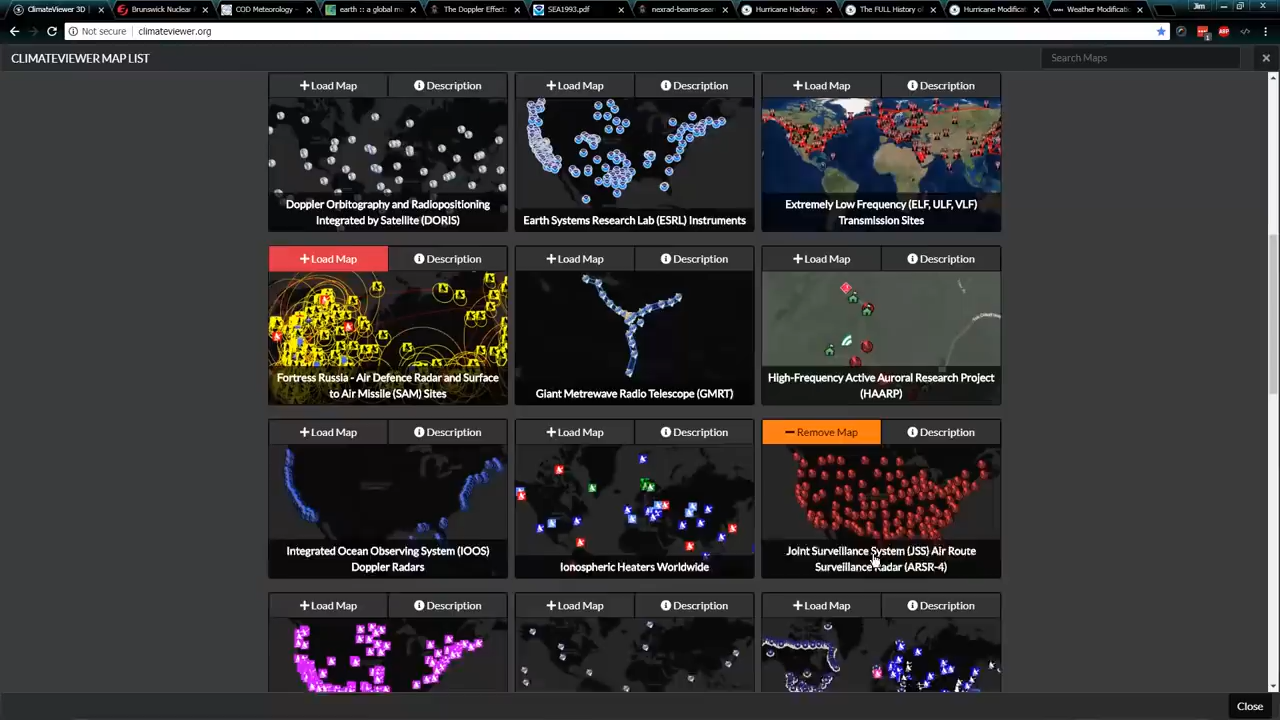 ClimateViewer 3D
Brunswick Nuclear
COD Meteorology
earth :: a global ma
The Doppler Effect:
SEA1993.pdf
nexrad-beams-sear
Hurricane Hacking:
The FULL History of
Hurricane Modificat
Weather Modificatio
Jim
Not secure | climateviewer.org
CLIMATEVIEWER MAP LIST
Search Maps
Load Map Description
Load Map Description
Load Map Description
Doppler Orbitography and Radiopositioning
Integrated by Satellite (DORIS)
Earth Systems Research Lab (ESRL) Instruments
Extremely Low Frequency (ELF, ULF, VLF)
Transmission Sites
Load Map Description
Load Map Description
Load Map Description
Fortress Russia - Air Defence Radar and Surface
to Air Missile (SAM) Sites
Giant Metrewave Radio Telescope (GMRT)
High-Frequency Active Auroral Research Project
(HAARP)
Load Map Description
Load Map Description
Remove Map Description
Integrated Ocean Observing System (IOOS)
Doppler Radars
Ionospheric Heaters Worldwide
Joint Surveillance System (JSS) Air Route
Surveillance Radar (ARSR-4)
Load Map Description
Load Map Description
Load Map Description
Close